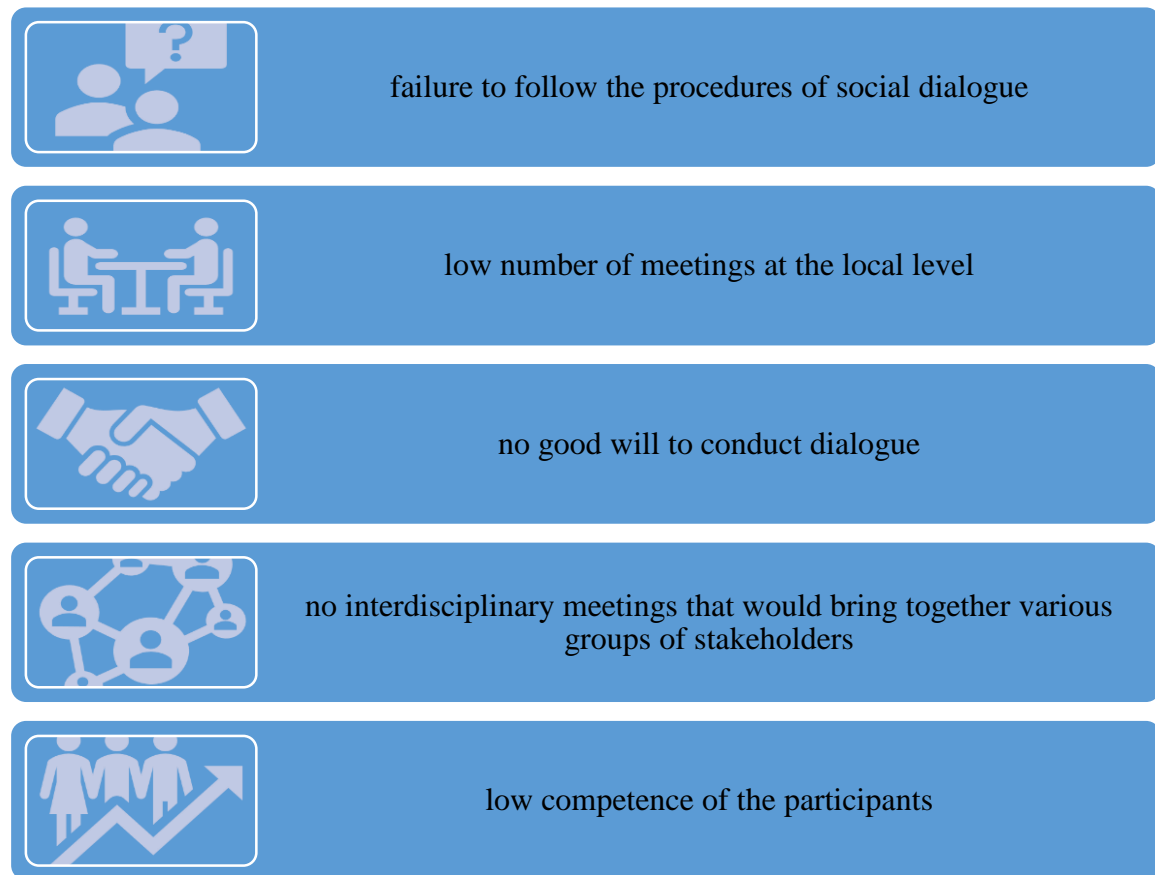 ?
failure to follow the procedures of social dialogue
low number of meetings at the local level
no good will to conduct dialogue
no interdisciplinary meetings that would bring together various
groups of stakeholders
low competence of the participants